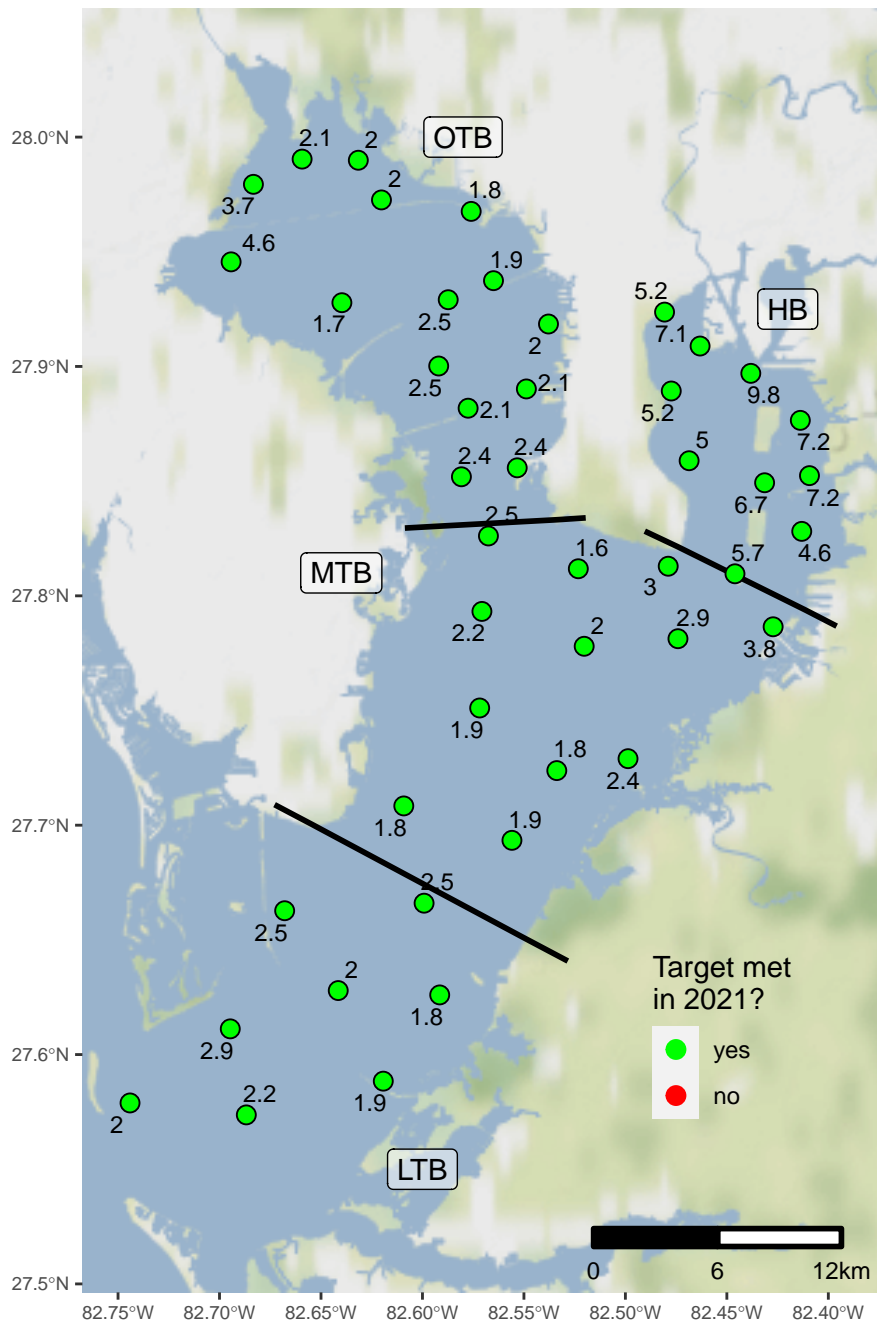 28.0°N
2.1
2
OTB
3.7
2
1.8
4.6
1.9
1.7
2.5
2
5.2
7.1
HB
27.9°N
9.8
2.5
2.1
5.2
2.1
7.2
2.4
2.4
5
6.7
7.2
2.5
4.6
MTB
1.6
3
5.7
27.8°N
2.2
2
2.9
3.8
1.9
1.8
2.4
27.7°N
1.8
1.9
2.5
2.5
2
1.8
Target met
in 2021?
yes
no
27.6°N
2.9
2
2.2
1.9
LTB
0
6
12km
27.5°N
82.75°W
82.70°W
82.65°W
82.60°W
82.55°W
82.50°W
82.45°W
82.40°W